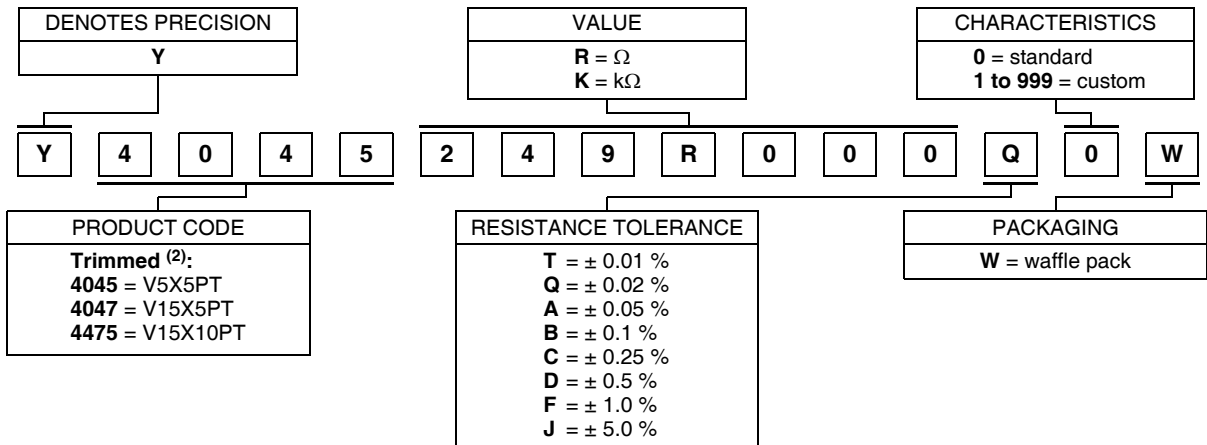 DENOTES PRECISION
Y
VALUE
R = Ω
K = kΩ
CHARACTERISTICS
0 = standard
1 to 999 = custom
Y 4 0 4 5 2 4 9 R 0 0 0 Q 0 W
PRODUCT CODE
Trimmed (2):
4045 = V5X5PT
4047 = V15X5PT
4475 = V15X10PT
RESISTANCE TOLERANCE
T = ± 0.01 %
Q = ± 0.02 %
A = ± 0.05 %
B = ± 0.1 %
C = ± 0.25 %
D = ± 0.5 %
F = ± 1.0 %
J = ± 5.0 %
PACKAGING
W = waffle pack